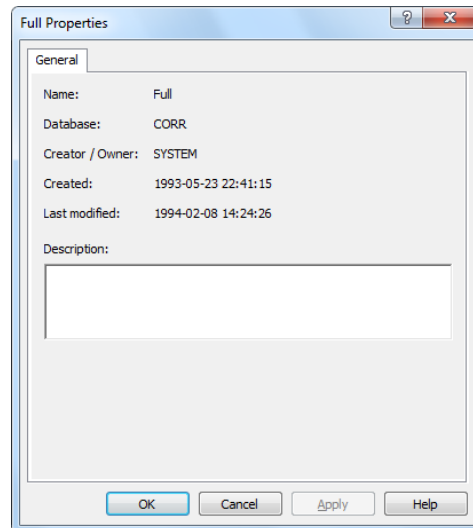 Full Properties
General
Name: Full
Database: CORR
Creator / Owner: SYSTEM
Created: 1993-05-23 22:41:15
Last modified: 1994-02-08 14:24:26
Description:
OK Cancel Apply Help